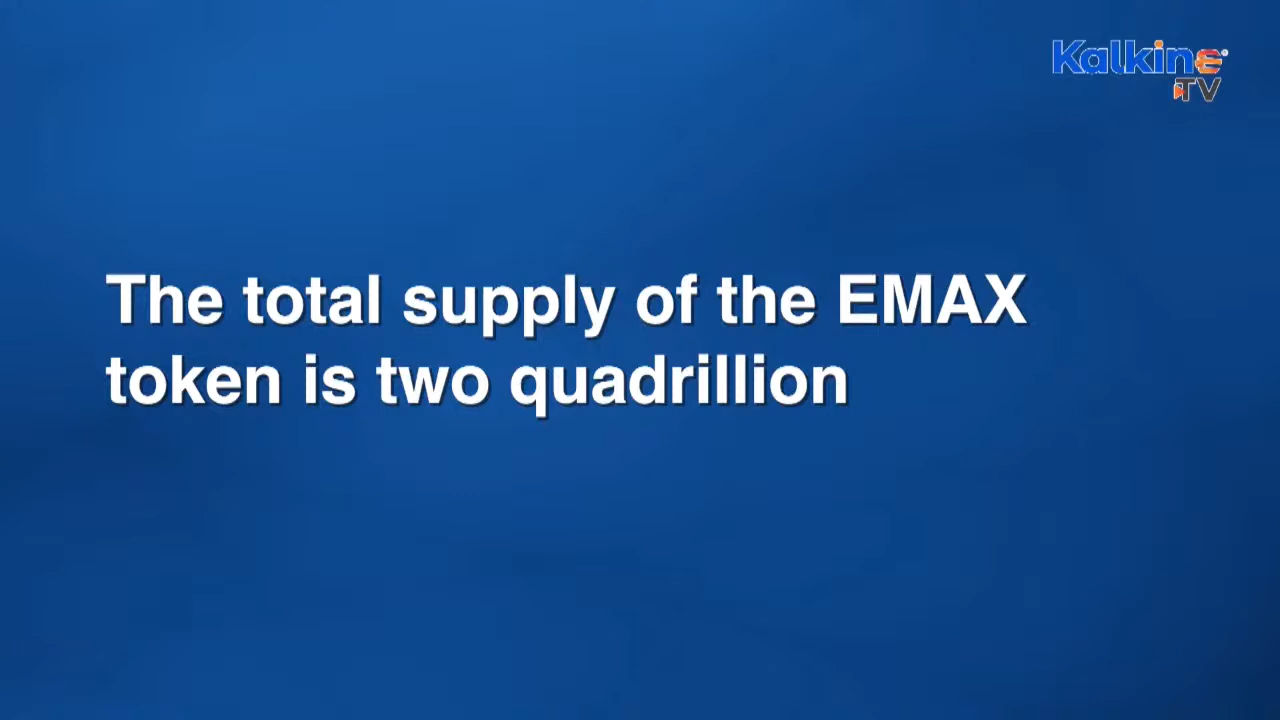 Kalkine
TV
The total supply of the EMAX
token is two quadrillion